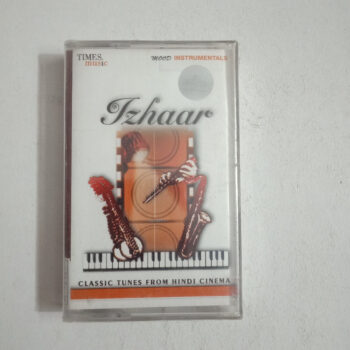 TIMES
music
MOOD INSTRUMENTALS
Izhaar
CLASSIC TUNES FROM HINDI CINEMA